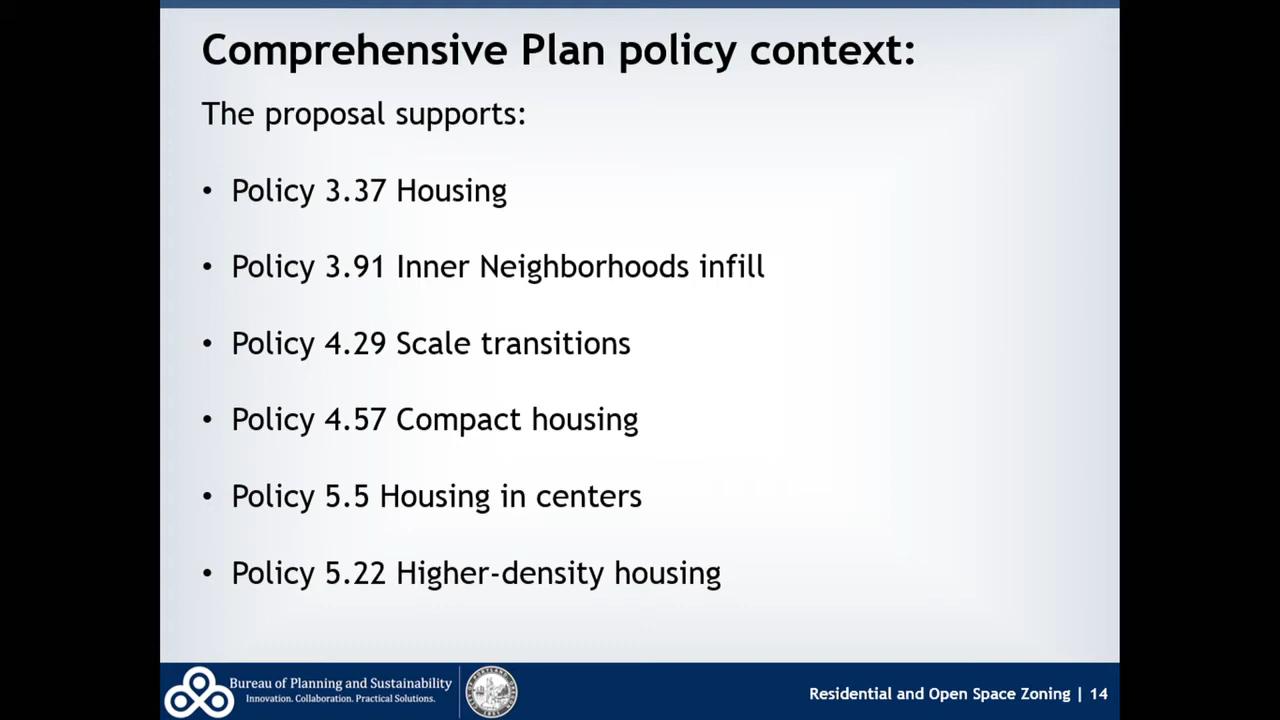 Comprehensive Plan policy context:
The proposal supports:
• Policy 3.37 Housing
• Policy 3.91 Inner Neighborhoods infill
• Policy 4.29 Scale transitions
• Policy 4.57 Compact housing
• Policy 5.5 Housing in centers
• Policy 5.22 Higher-density housing
Bureau of Planning and Sustainability
Innovation. Collaboration. Practical Solutions.
Residential and Open Space Zoning | 14